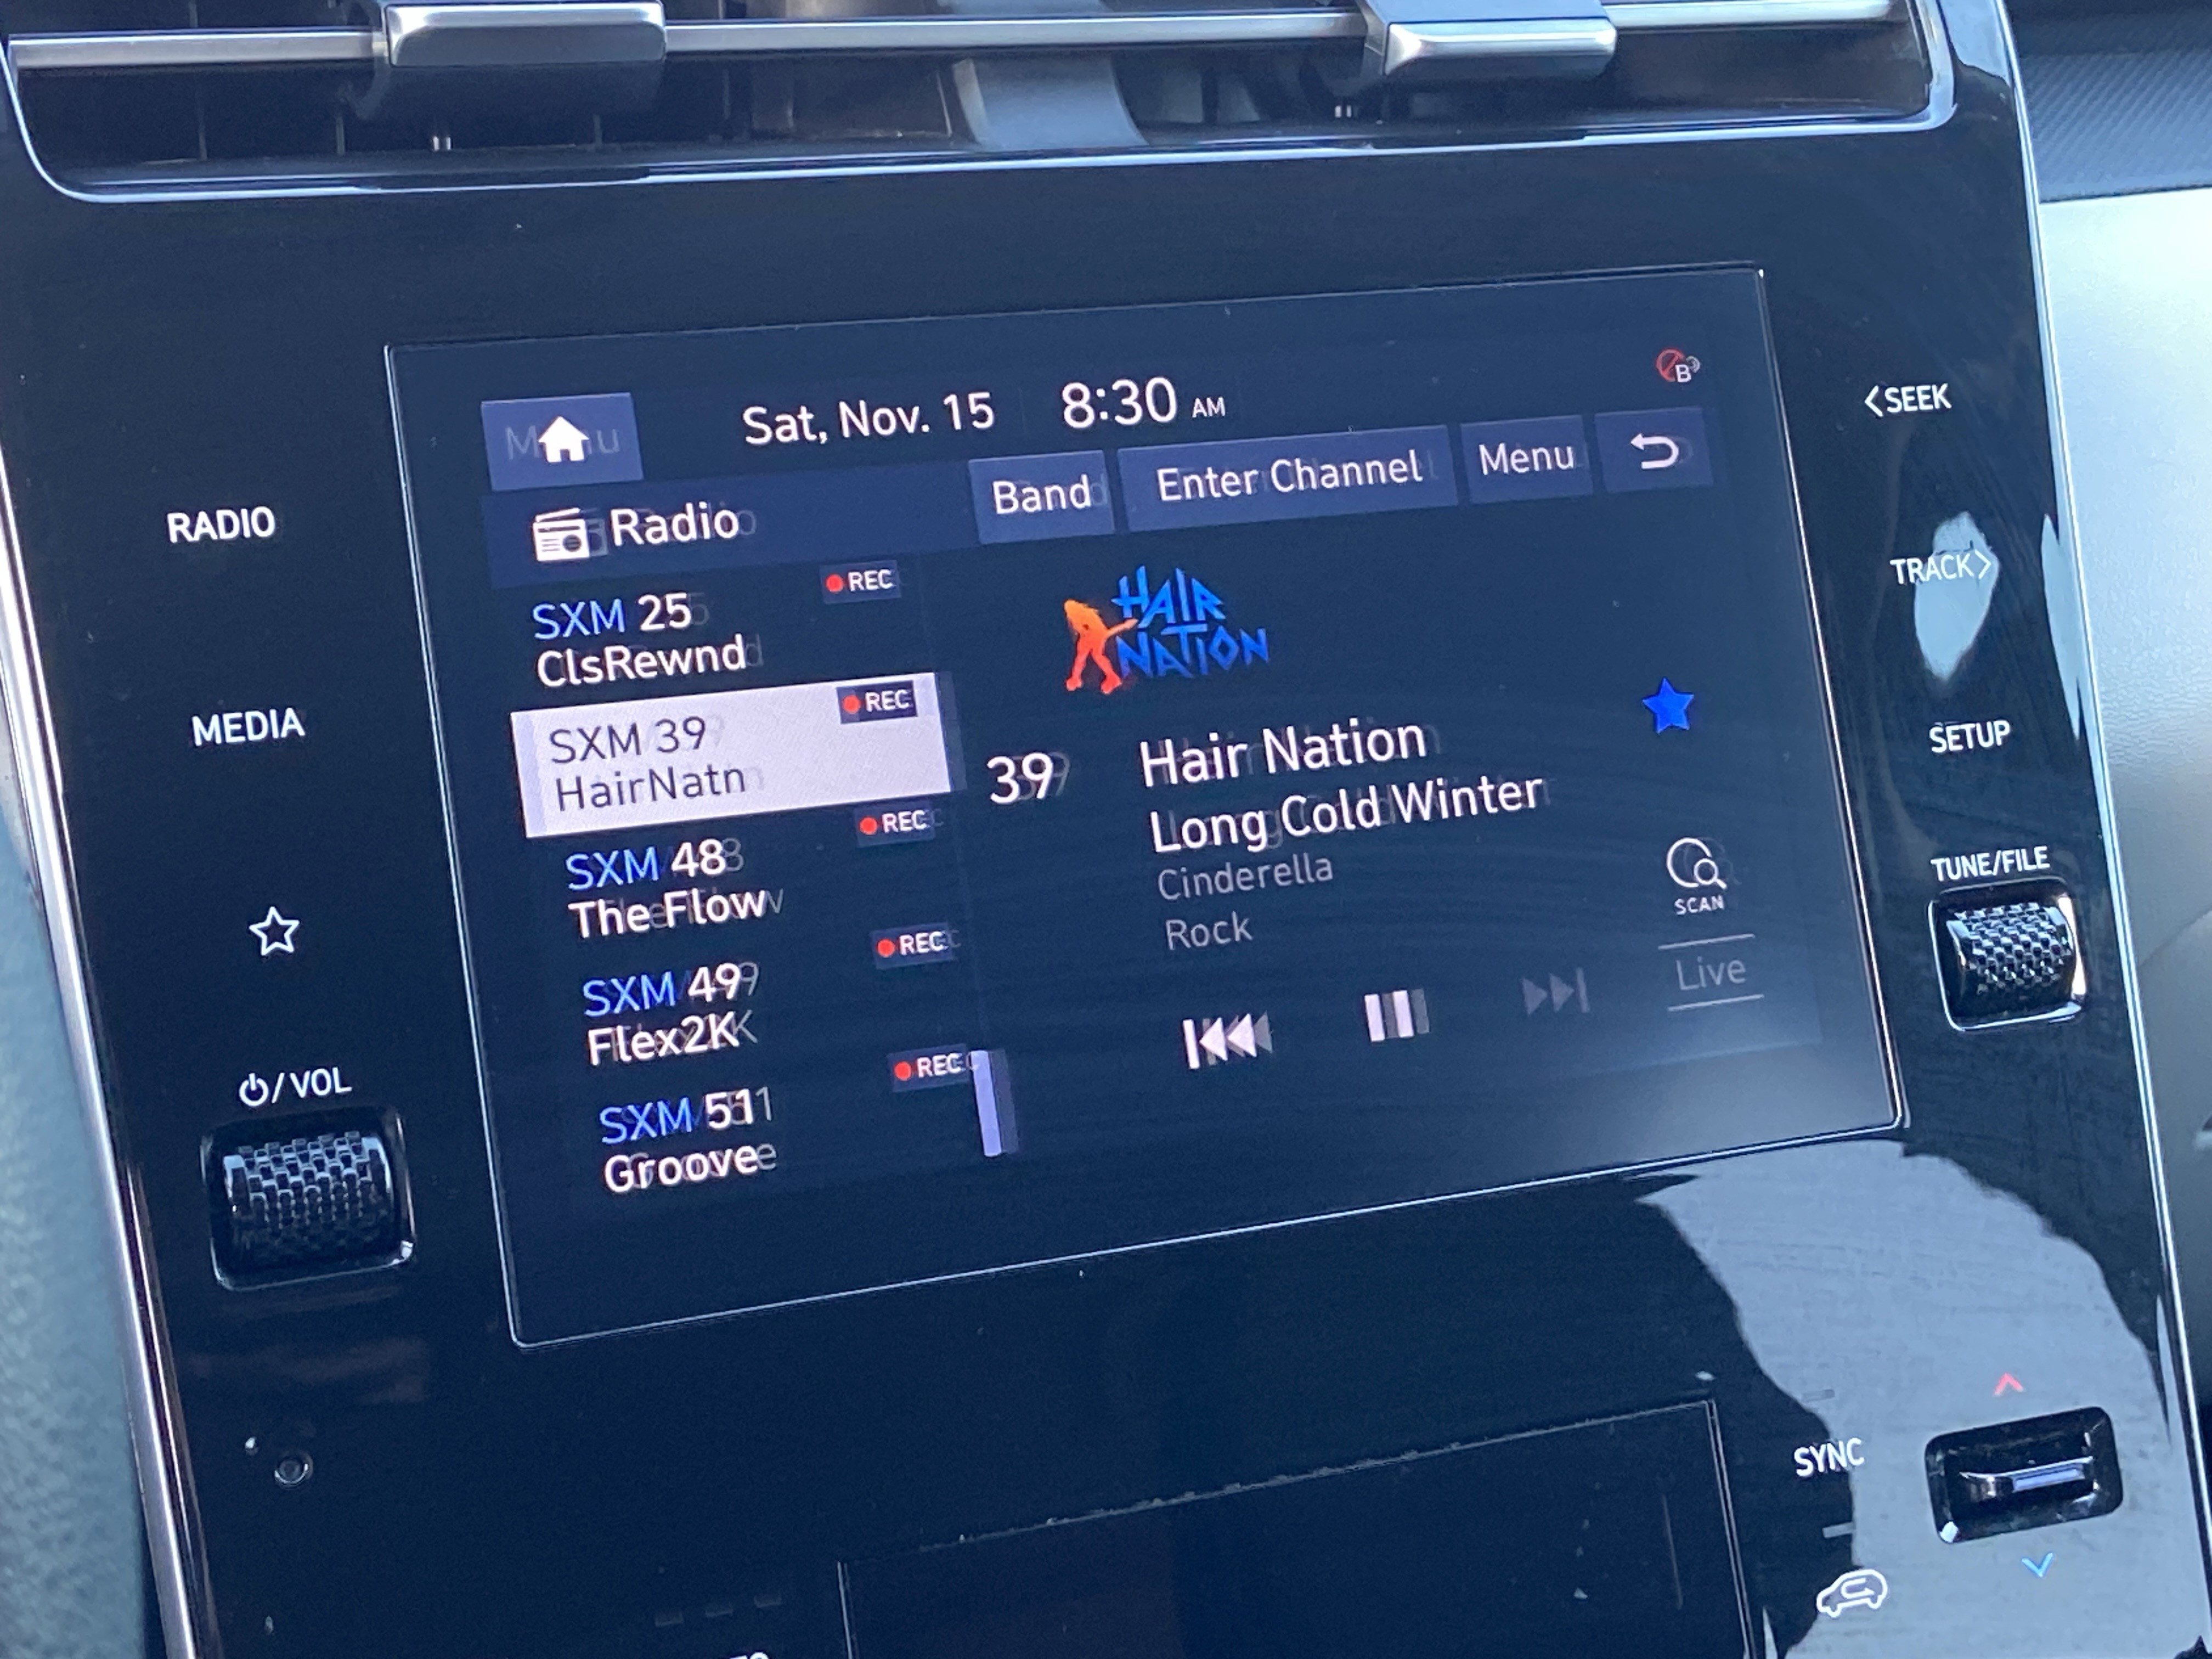 Sat, Nov. 15 8:30 AM
Radio Band Enter Channel Menu
SXM 25 REC
ClsRewnd
SXM 39 REC
HairNatn
SXM 48 REC
The Flow
SXM 49 REC
Flex2K
SXM 51 REC
Groove
HAIR
NATION
39 Hair Nation
Long Cold Winter
Cinderella
Rock
SCAN
Live
RADIO
MEDIA
/ VOL
<SEEK
TRACK>
SETUP
TUNE/FILE
SYNC
B